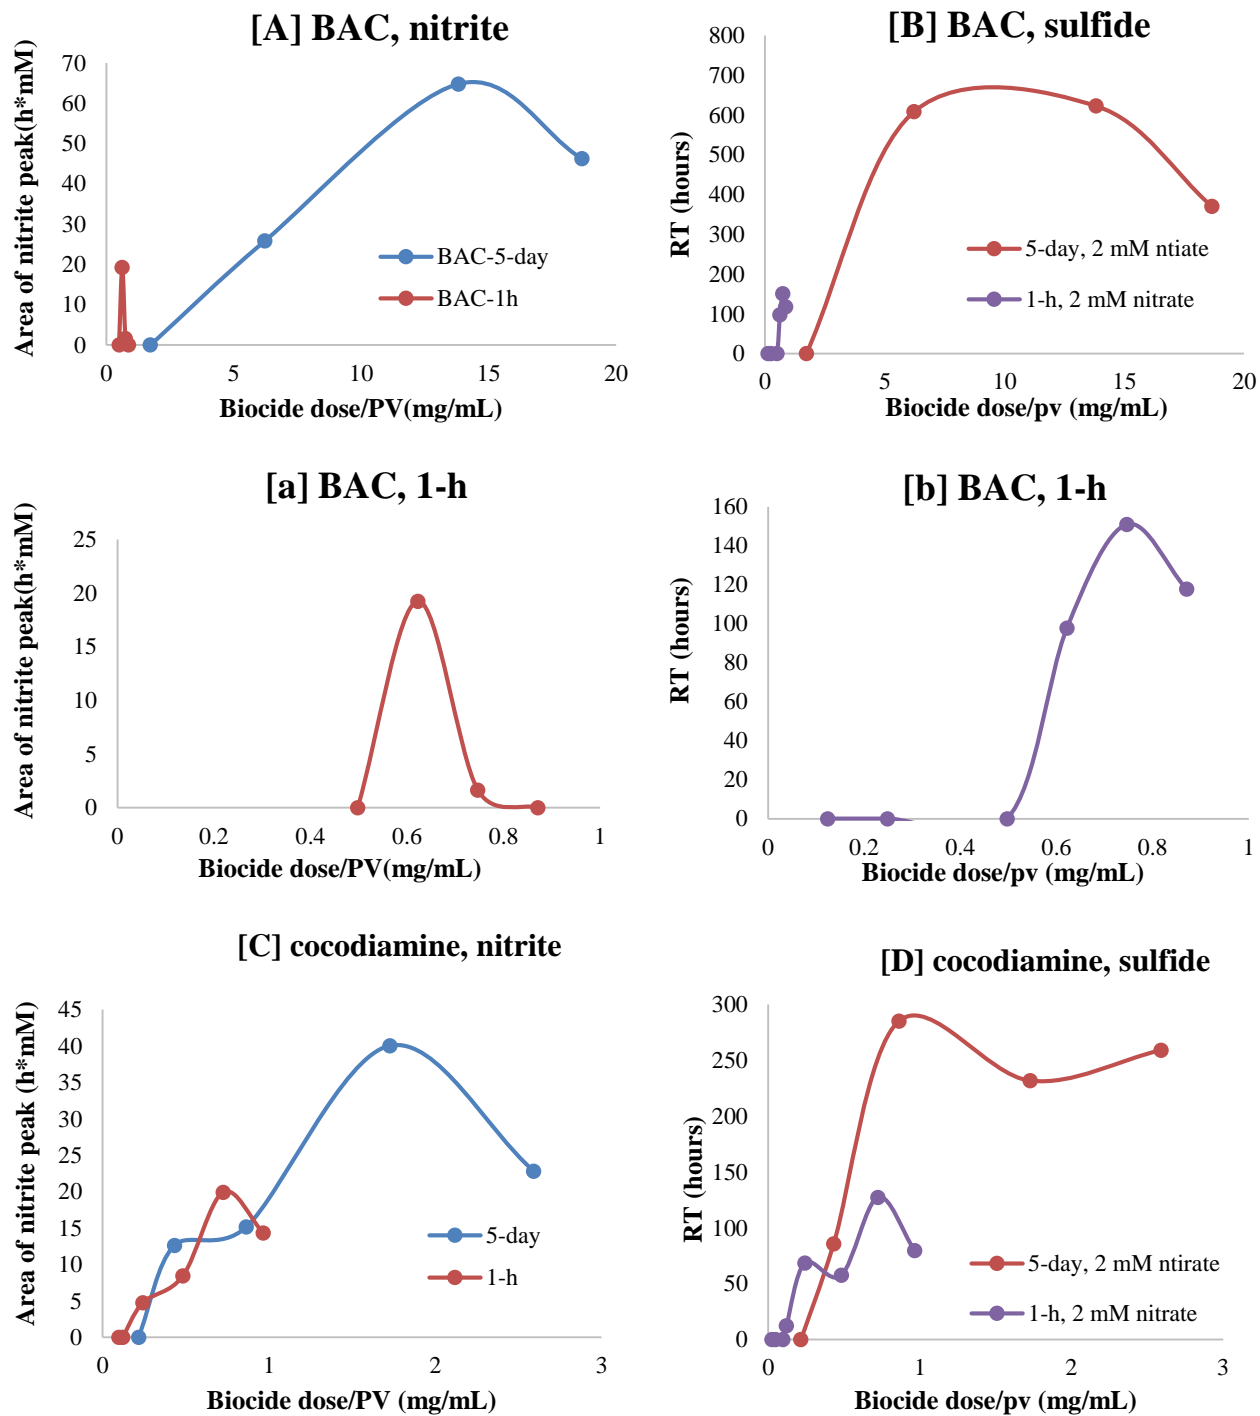 [A] BAC, nitrite
Area of nitrite peak(h*mM)
70
60
50
40
30
20
10
0
0 5 10 15 20
BAC-5-day
BAC-1h
Biocide dose/PV(mg/mL)
[B] BAC, sulfide
RT (hours)
800
700
600
500
400
300
200
100
0
0 5 10 15 20
5-day, 2 mM ntiate
1-h, 2 mM nitrate
Biocide dose/pv (mg/mL)
[a] BAC, 1-h
Area of nitrite peak(h*mM)
25
20
15
10
5
0
0 0.2 0.4 0.6 0.8 1
Biocide dose/PV(mg/mL)
[b] BAC, 1-h
RT (hours)
160
140
120
100
80
60
40
20
0
0 0.2 0.4 0.6 0.8 1
Biocide dose/pv (mg/mL)
[C] cocodiamine, nitrite
Area of nitrite peak (h*mM)
45
40
35
30
25
20
15
10
5
0
0 1 2 3
5-day
1-h
Biocide dose/PV (mg/mL)
[D] cocodiamine, sulfide
RT (hours)
300
250
200
150
100
50
0
0 1 2 3
5-day, 2 mM ntirate
1-h, 2 mM nitrate
Biocide dose/pv (mg/mL)